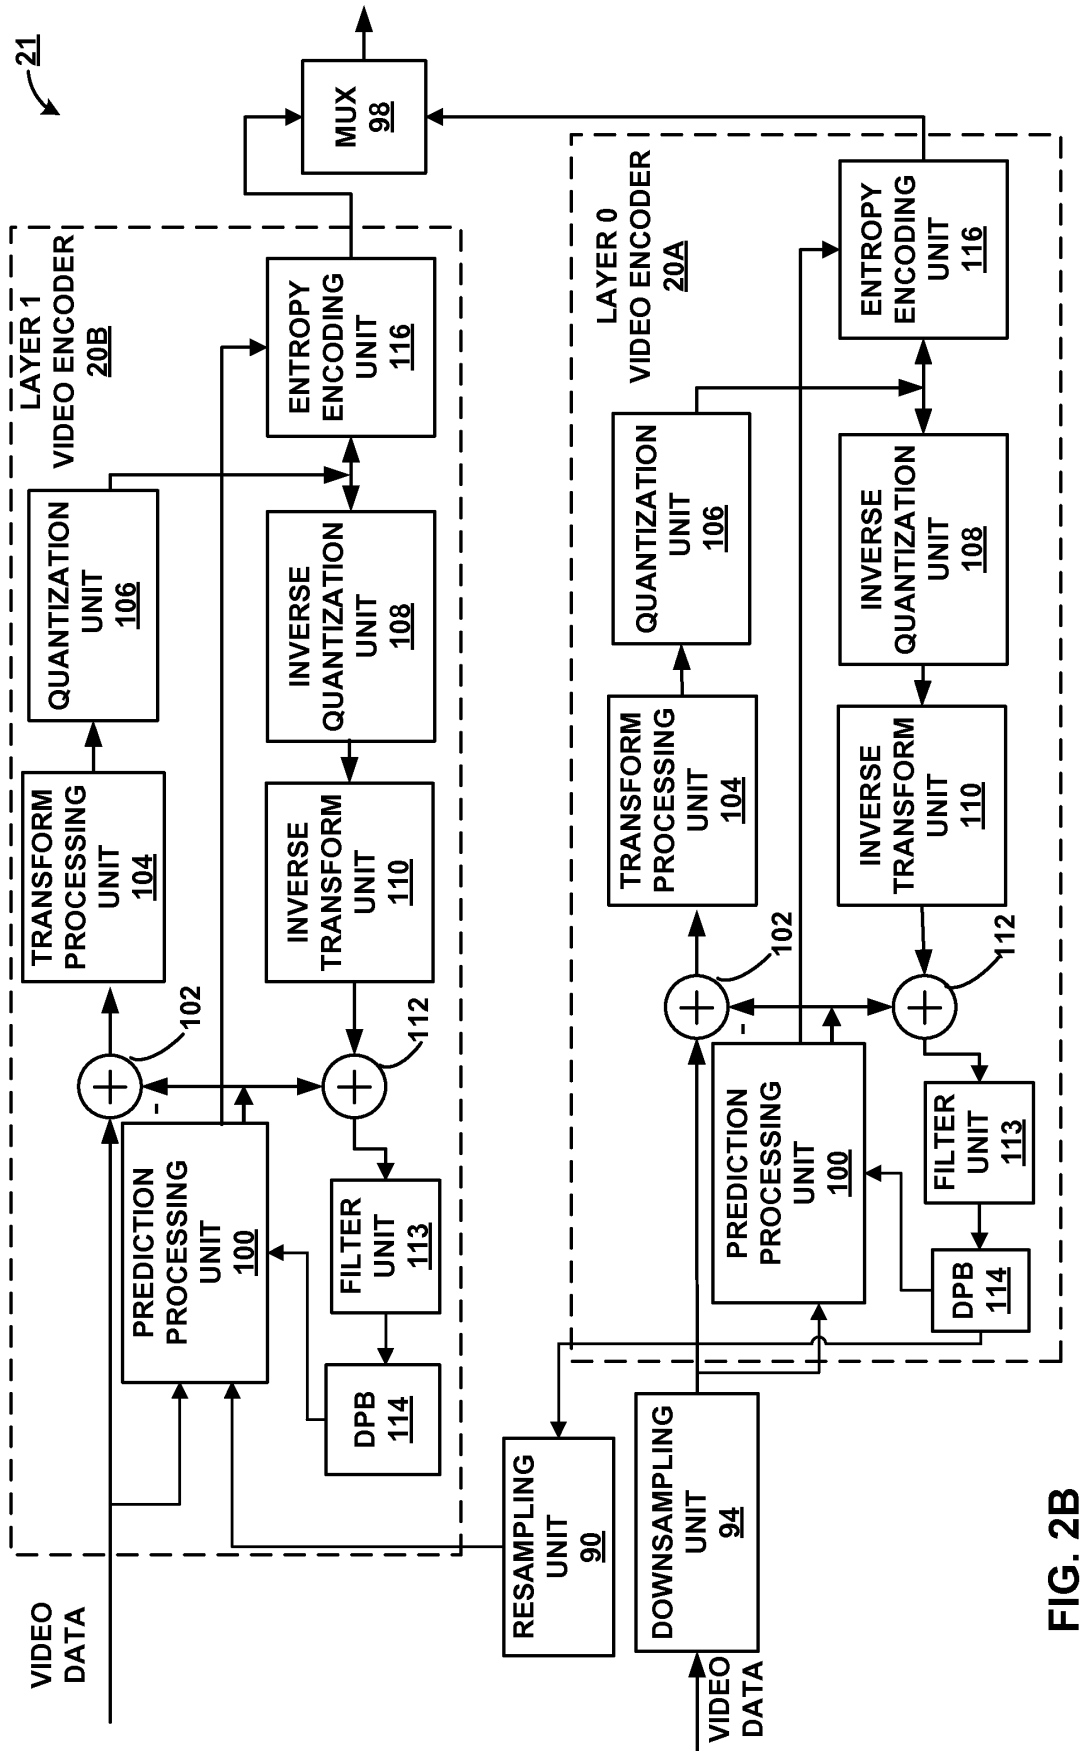 21
LAYER 1
VIDEO ENCODER
20B
TRANSFORM
PROCESSING
UNIT
104
QUANTIZATION
UNIT
106
VIDEO
DATA
102
-
PREDICTION
PROCESSING
UNIT
100
INVERSE
TRANSFORM
UNIT
110
INVERSE
QUANTIZATION
UNIT
108
ENTROPY
ENCODING
UNIT
116
MUX
98
112
FILTER
UNIT
113
DPB
114
RESAMPLING
UNIT
90
LAYER 0
VIDEO ENCODER
20A
TRANSFORM
PROCESSING
UNIT
104
QUANTIZATION
UNIT
106
VIDEO
DATA
DOWNSAMPLING
UNIT
94
102
-
PREDICTION
PROCESSING
UNIT
100
INVERSE
TRANSFORM
UNIT
110
INVERSE
QUANTIZATION
UNIT
108
ENTROPY
ENCODING
UNIT
116
112
FILTER
UNIT
113
DPB
114
FIG. 2B